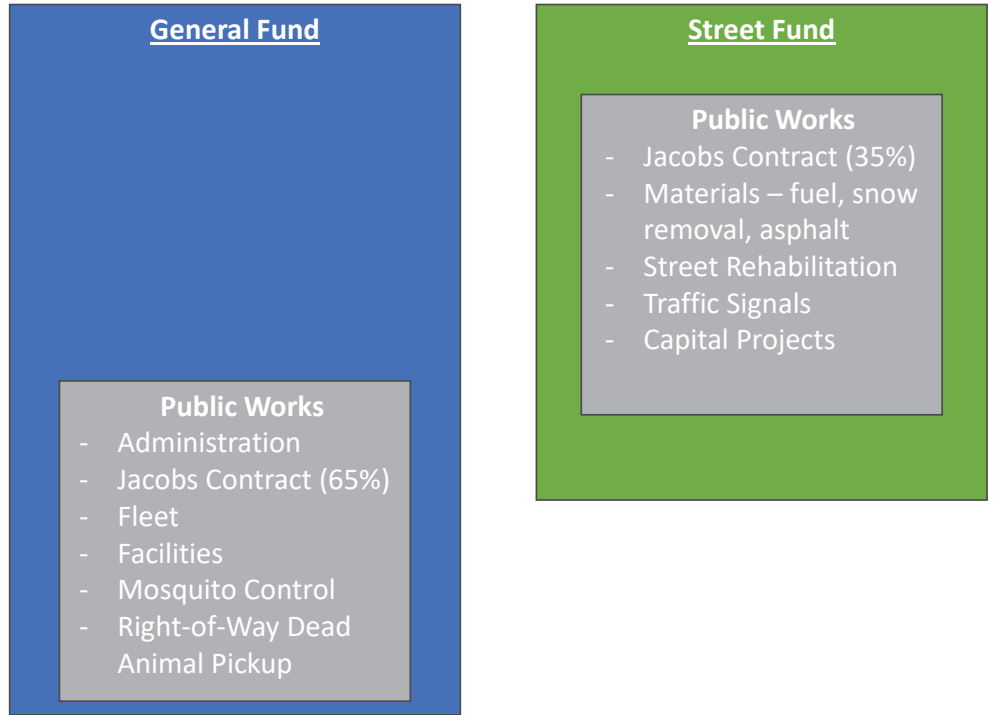 General Fund
Public Works
- Administration
- Jacobs Contract (65%)
- Fleet
- Facilities
- Mosquito Control
- Right-of-Way Dead
Animal Pickup
Street Fund
Public Works
- Jacobs Contract (35%)
- Materials – fuel, snow
removal, asphalt
- Street Rehabilitation
- Traffic Signals
- Capital Projects